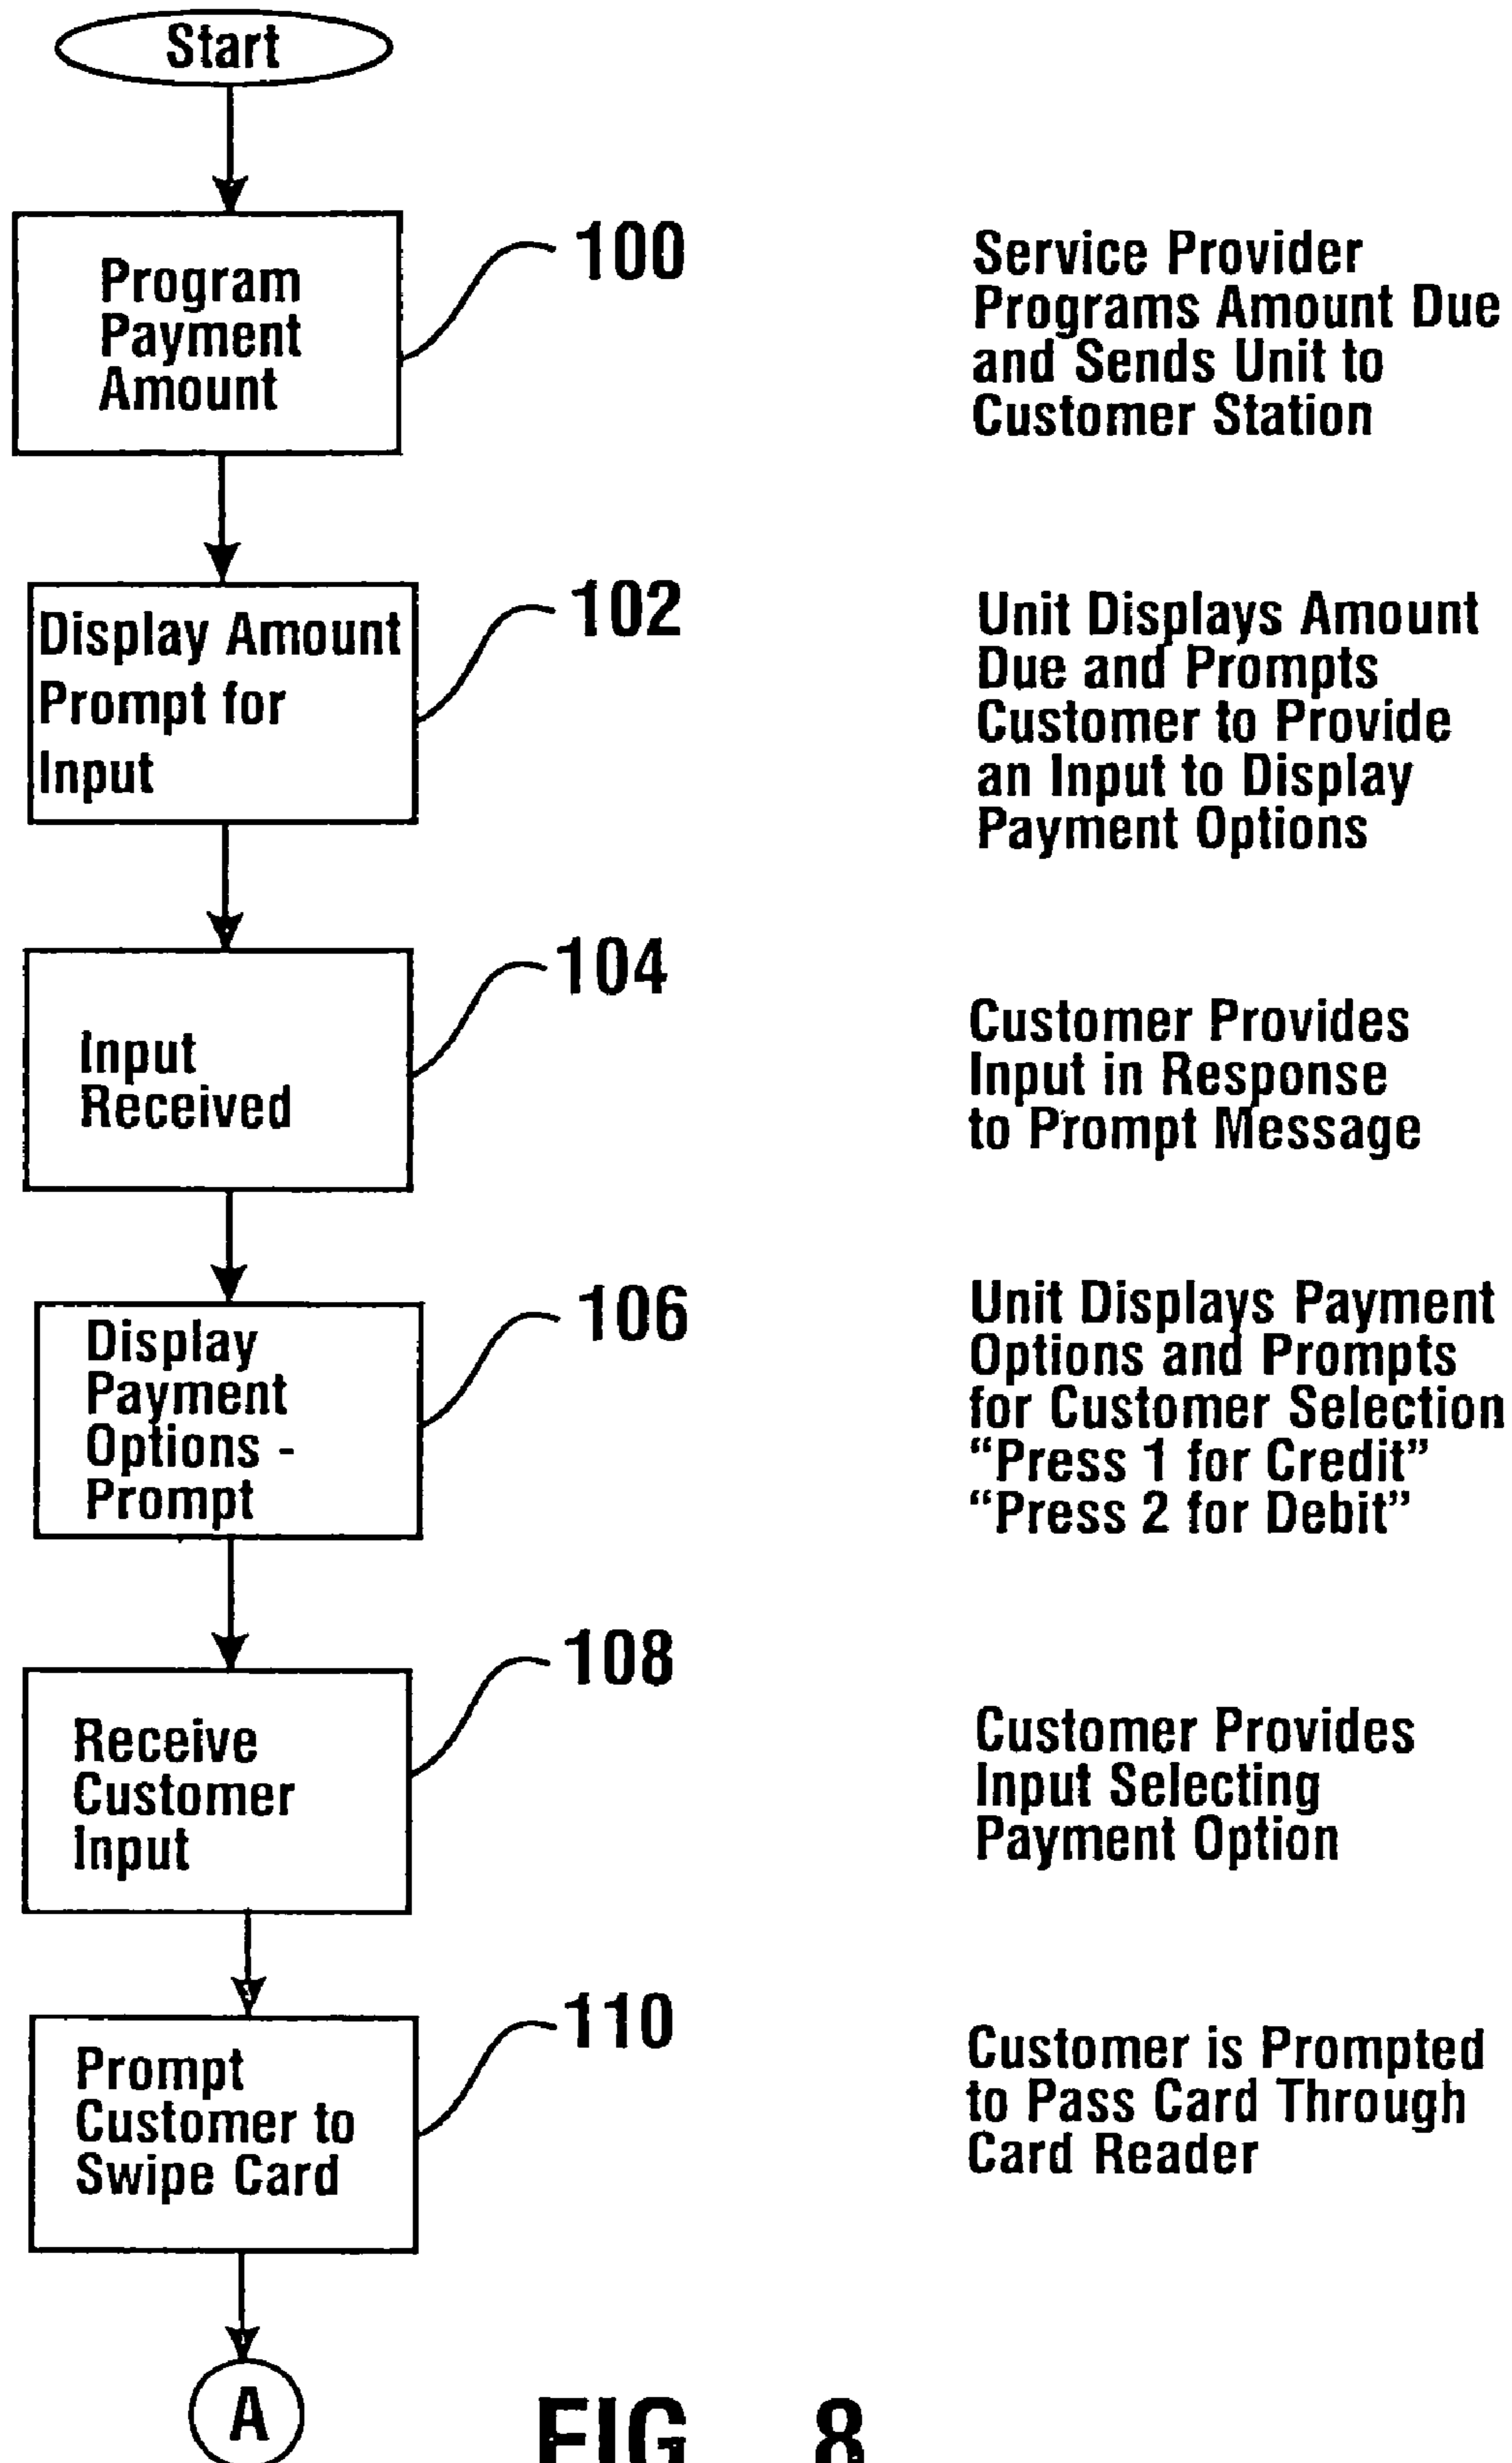 Start
Program
Payment
Amount
100
Service Provider
Programs Amount Due
and Sends Unit to
Customer Station
Display Amount
Prompt for
Input
102
Unit Displays Amount
Due and Prompts
Customer to Provide
an Input to Display
Payment Options
Input
Received
104
Customer Provides
Input in Response
to Prompt Message
Display
Payment
Options -
Prompt
106
Unit Displays Payment
Options and Prompts
for Customer Selection
“Press 1 for Credit”
“Press 2 for Debit”
Receive
Customer
Input
108
Customer Provides
Input Selecting
Payment Option
Prompt
Customer to
Swipe Card
110
Customer is Prompted
to Pass Card Through
Card Reader
A
FIG 8